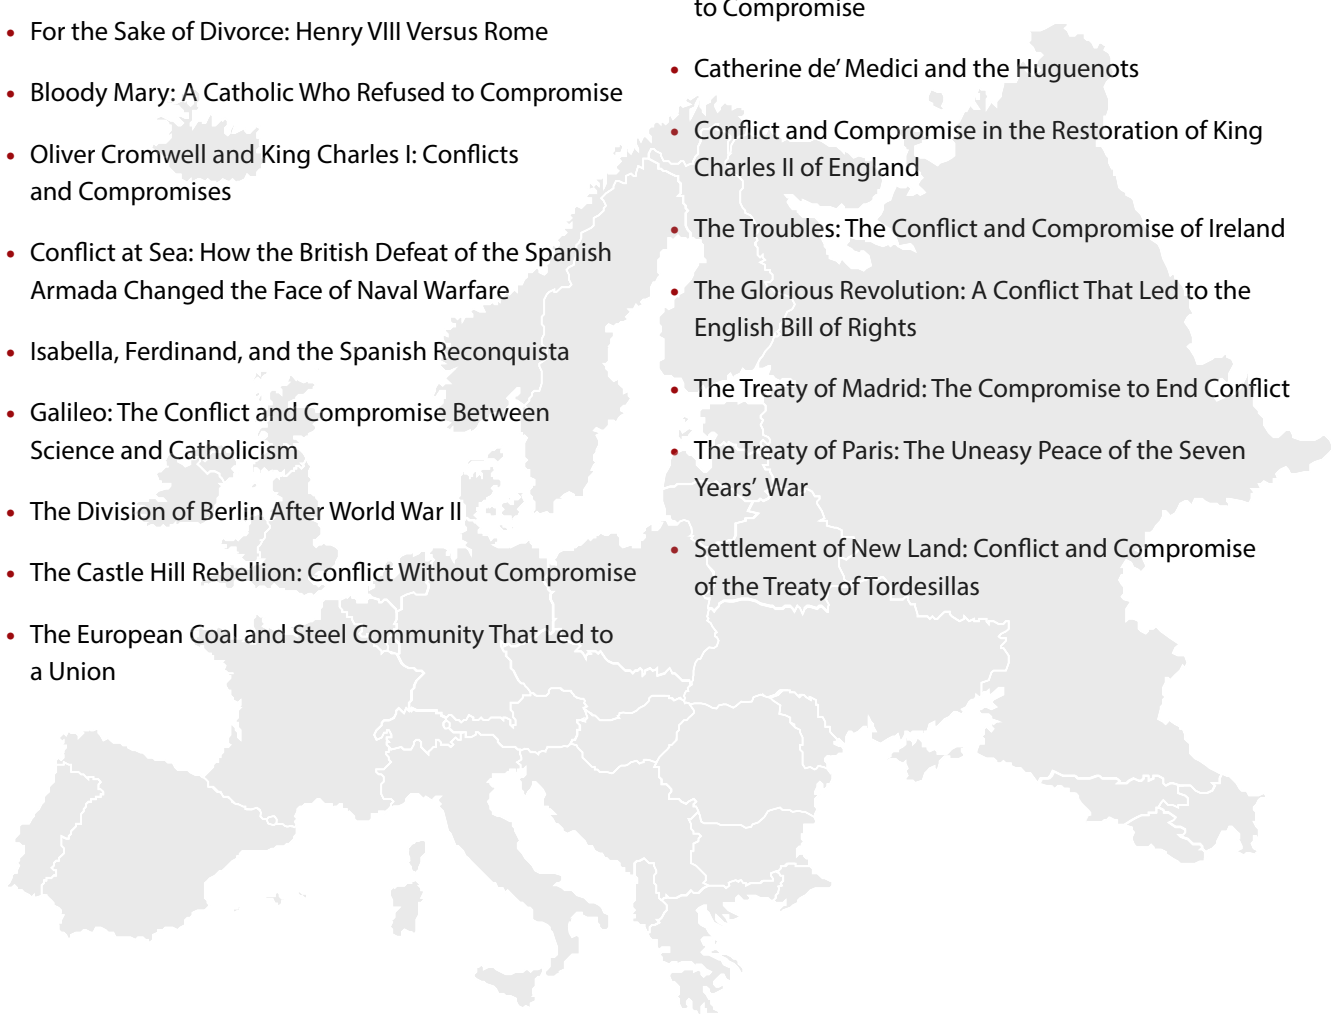 • For the Sake of Divorce: Henry VIII Versus Rome
• Bloody Mary: A Catholic Who Refused to Compromise
• Oliver Cromwell and King Charles I: Conflicts
and Compromises
• Conflict at Sea: How the British Defeat of the Spanish
Armada Changed the Face of Naval Warfare
• Isabella, Ferdinand, and the Spanish Reconquista
• Galileo: The Conflict and Compromise Between
Science and Catholicism
• The Division of Berlin After World War II
• The Castle Hill Rebellion: Conflict Without Compromise
• The European Coal and Steel Community That Led to
a Union
to Compromise
• Catherine de’ Medici and the Huguenots
• Conflict and Compromise in the Restoration of King
Charles II of England
• The Troubles: The Conflict and Compromise of Ireland
• The Glorious Revolution: A Conflict That Led to the
English Bill of Rights
• The Treaty of Madrid: The Compromise to End Conflict
• The Treaty of Paris: The Uneasy Peace of the Seven
Years’ War
• Settlement of New Land: Conflict and Compromise
of the Treaty of Tordesillas